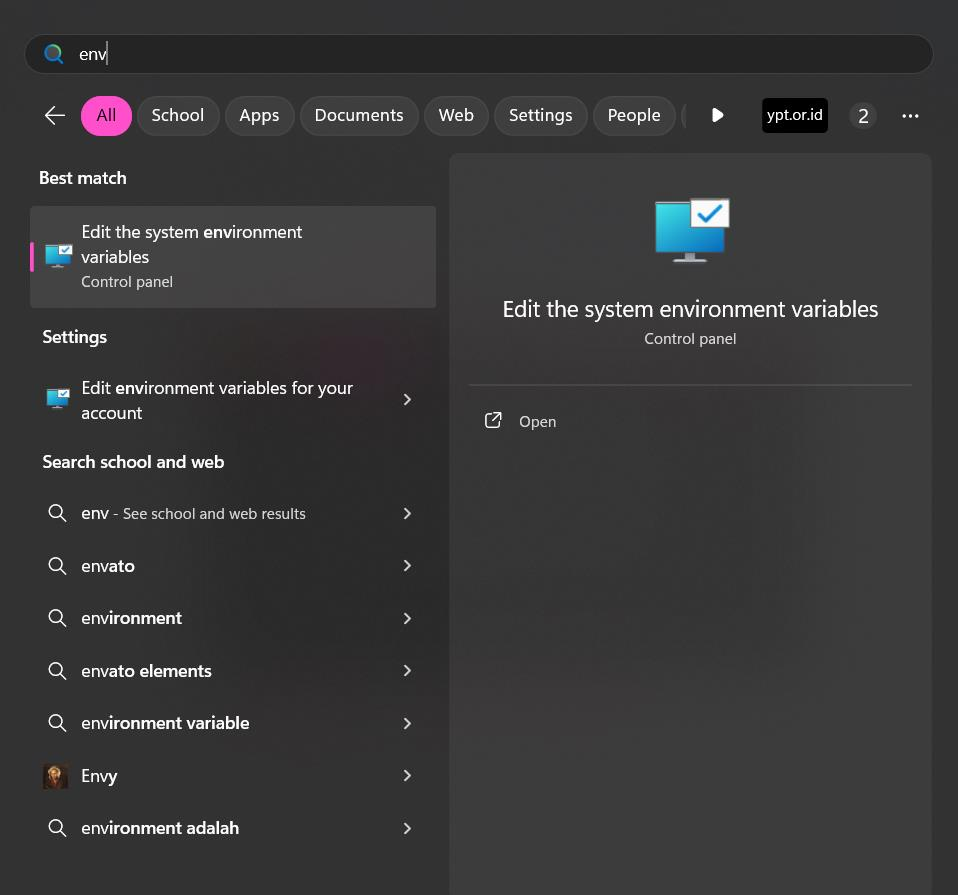 env
All
School
Apps
Documents
Web
Settings
People
ypt.or.id
2
Best match
Edit the system environment
variables
Control panel
Settings
Edit environment variables for your
account
Search school and web
env - See school and web results
envato
environment
envato elements
environment variable
Envy
environment adalah
Edit the system environment variables
Control panel
Open